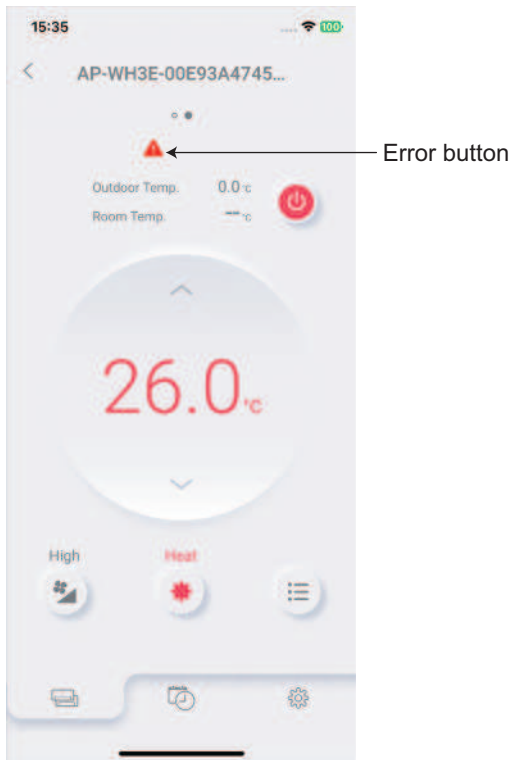 15:35
100
AP-WH3E-00E93A4745...
Error button
Outdoor Temp. 0.0 °c
Room Temp. -- °c
26.0 °c
High Heat